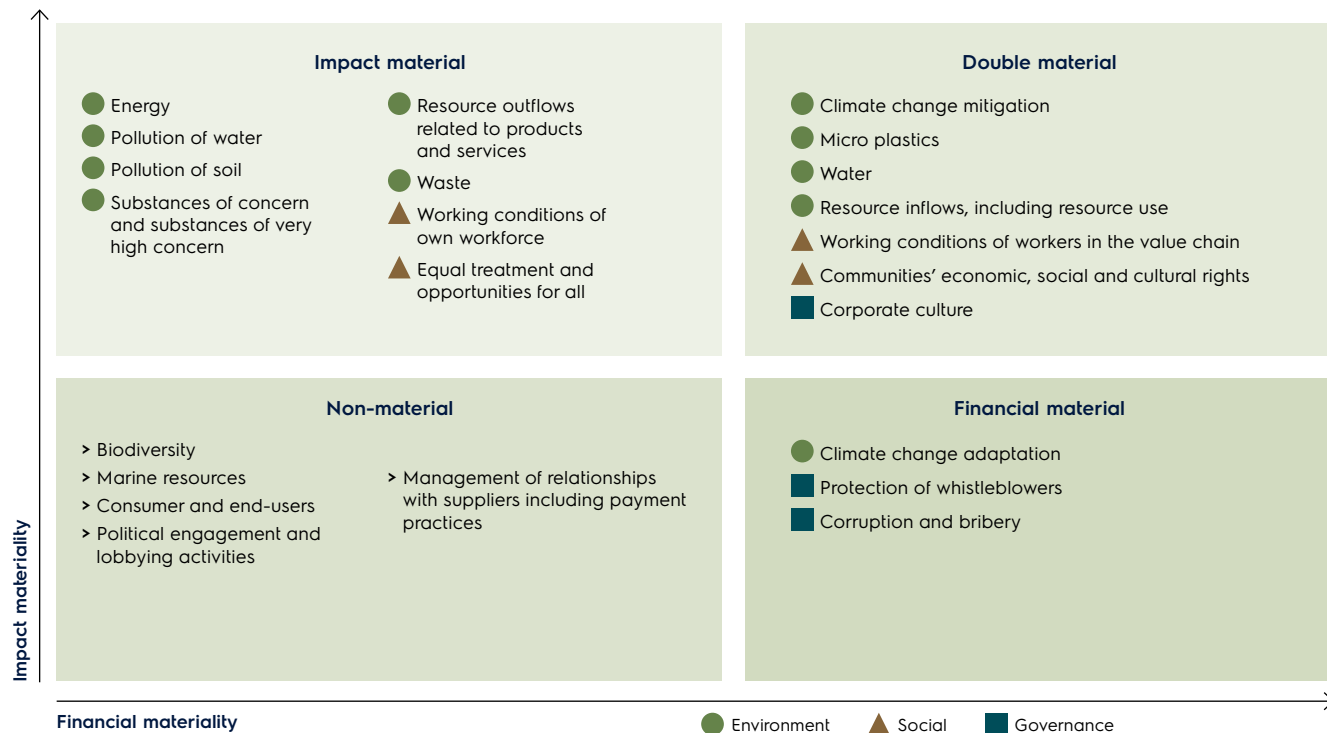 Impact material
Energy
Pollution of water
Pollution of soil
Substances of concern
and substances of very
high concern
Resource outflows
related to products
and services
Waste
Working conditions of
own workforce
Equal treatment and
opportunities for all
Double material
Climate change mitigation
Micro plastics
Water
Resource inflows, including resource use
Working conditions of workers in the value chain
Communities’ economic, social and cultural rights
Corporate culture
Non-material
> Biodiversity
> Marine resources
> Consumer and end-users
> Political engagement and
lobbying activities
> Management of relationships
with suppliers including payment
practices
Financial material
Climate change adaptation
Protection of whistleblowers
Corruption and bribery
Impact materiality
Financial materiality
Environment
Social
Governance